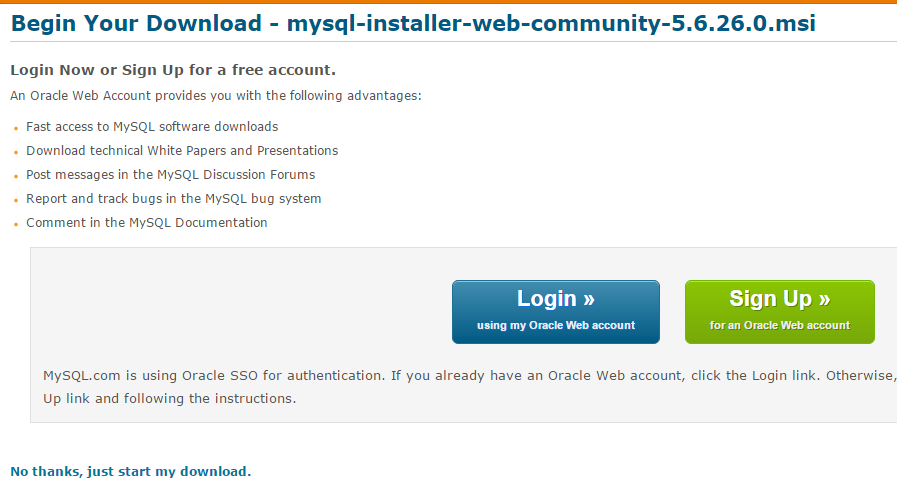 Begin Your Download - mysql-installer-web-community-5.6.26.0.msi
Login Now or Sign Up for a free account.
An Oracle Web Account provides you with the following advantages:
Fast access to MySQL software downloads
Download technical White Papers and Presentations
Post messages in the MySQL Discussion Forums
Report and track bugs in the MySQL bug system
Comment in the MySQL Documentation
Login »
using my Oracle Web account
Sign Up »
for an Oracle Web account
MySQL.com is using Oracle SSO for authentication. If you already have an Oracle Web account, click the Login link. Otherwise,
Up link and following the instructions.
No thanks, just start my download.